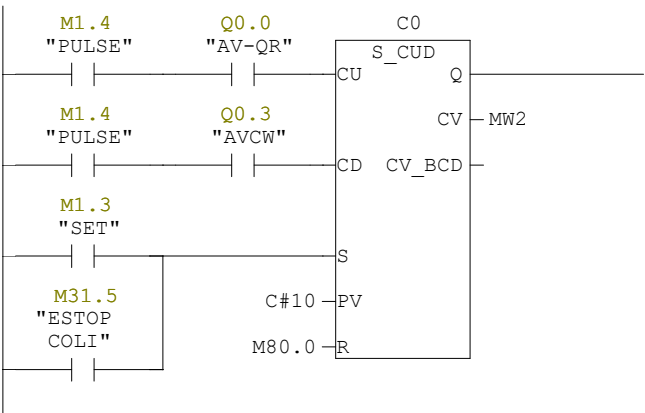 M1.4 Q0.0 C0
"PULSE" "AV-QR" S_CUD
CU Q
M1.4 Q0.3 CV MW2
"PULSE" "AVCW"
CD CV_BCD
M1.3
"SET"
S
M31.5 C#10 PV
"ESTOP
COLI" M80.0 R